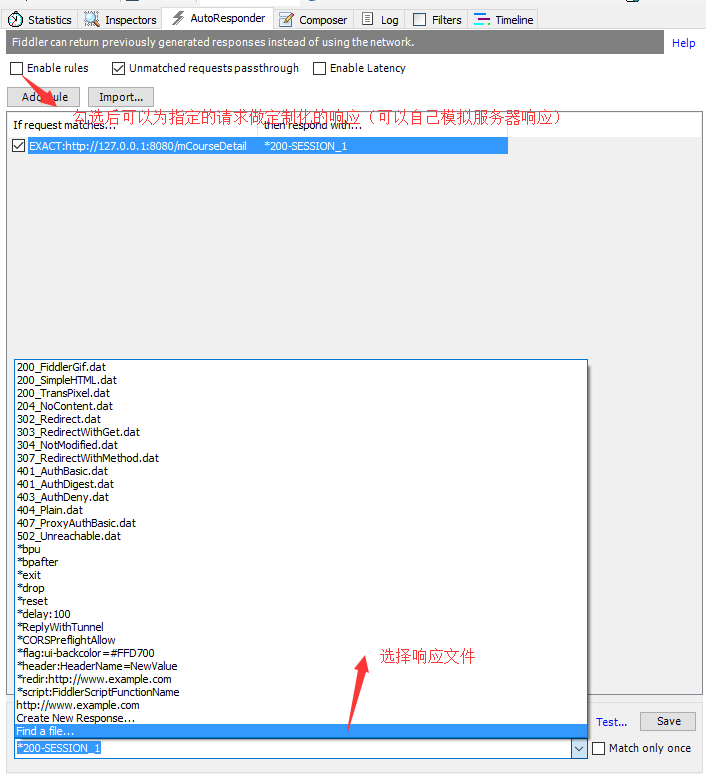 Statistics Inspectors AutoResponder Composer Log Filters Timeline
Fiddler can return previously generated responses instead of using the network.
Help
Enable rules Unmatched requests passthrough Enable Latency
Add Rule Import...
勾选后可以为指定的请求做定制化的响应（可以自己模拟服务器响应）
If request matches... then respond with...
EXACT:http://127.0.0.1:8080/mCourseDetail *200-SESSION_1
200_FiddlerGif.dat
200_SimpleHTML.dat
200_TransPixel.dat
204_NoContent.dat
302_Redirect.dat
303_RedirectWithGet.dat
304_NotModified.dat
307_RedirectWithMethod.dat
401_AuthBasic.dat
401_AuthDigest.dat
403_AuthDeny.dat
404_Plain.dat
407_ProxyAuthBasic.dat
502_Unreachable.dat
*bpu
*bpafter
*exit
*drop
*reset
*delay:100
*ReplyWithTunnel
*CORSPreflightAllow
*flag:ui-backcolor=#FFD700
选择响应文件
*header:HeaderName=NewValue
*redir:http://www.example.com
*script:FiddlerScriptFunctionName
http://www.example.com
Create New Response...
Find a file...
Test... Save
*200-SESSION_1
Match only once